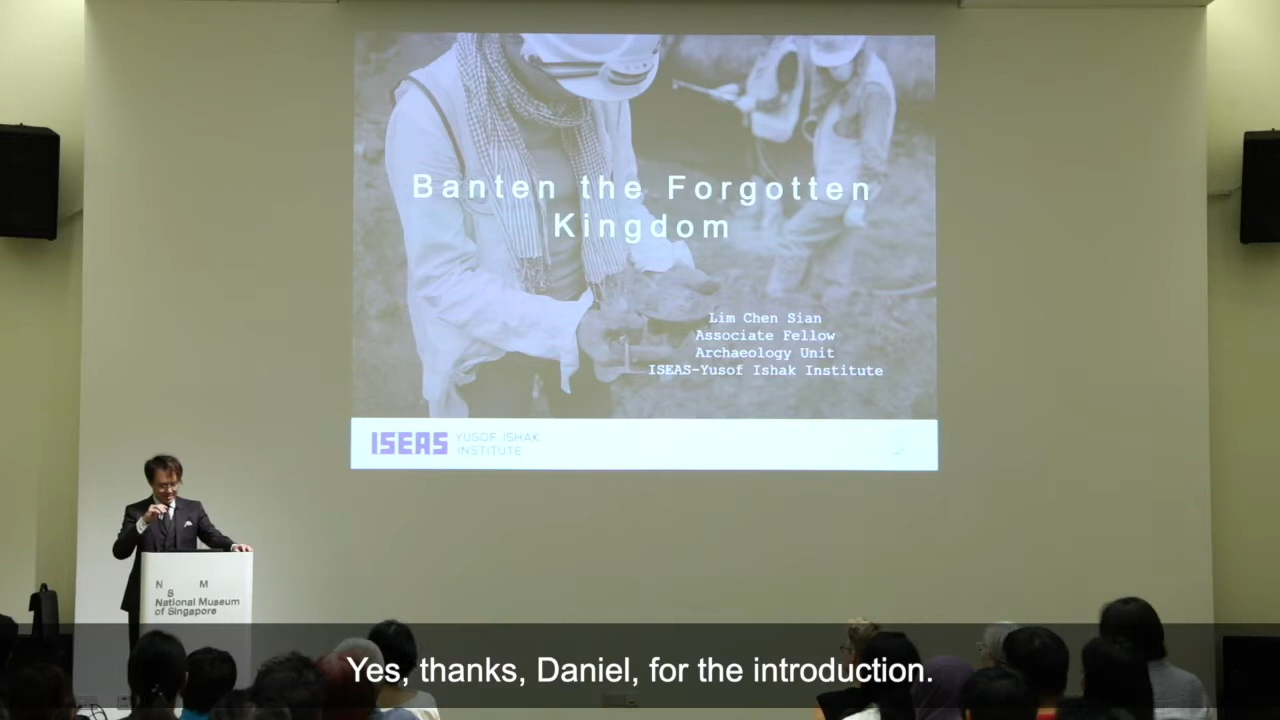 Banten the Forgotten
Kingdom
Lim Chen Sian
Associate Fellow
Archaeology Unit
ISEAS-Yusof Ishak Institute
ISEAS YUSOF ISHAK
INSTITUTE
N M
S
National Museum
of Singapore
Yes, thanks, Daniel, for the introduction.